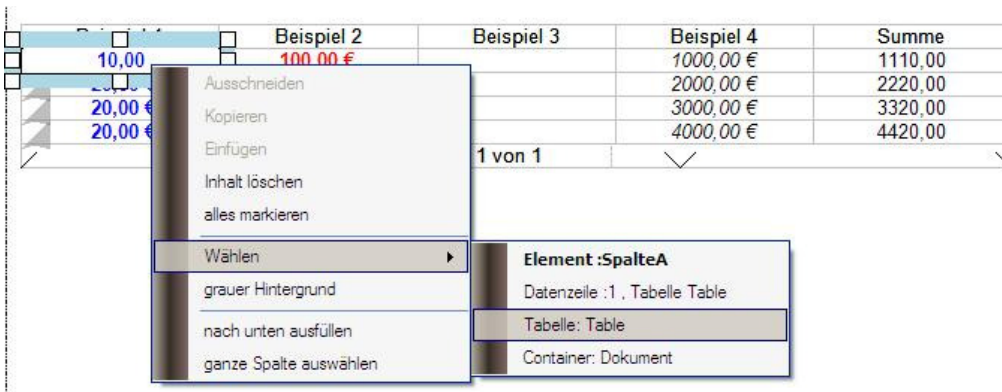 Beispiel 2 Beispiel 3 Beispiel 4 Summe
10,00 100,00 € 1000,00 € 1110,00
2000,00 € 2220,00
20,00 € 3000,00 € 3320,00
20,00 € 4000,00 € 4420,00
1 von 1
Ausschneiden
Kopieren
Einfügen
Inhalt löschen
alles markieren
Wählen
grauer Hintergrund
nach unten ausfüllen
ganze Spalte auswählen
Element :SpalteA
Datenzeile :1 , Tabelle Table
Tabelle: Table
Container: Dokument